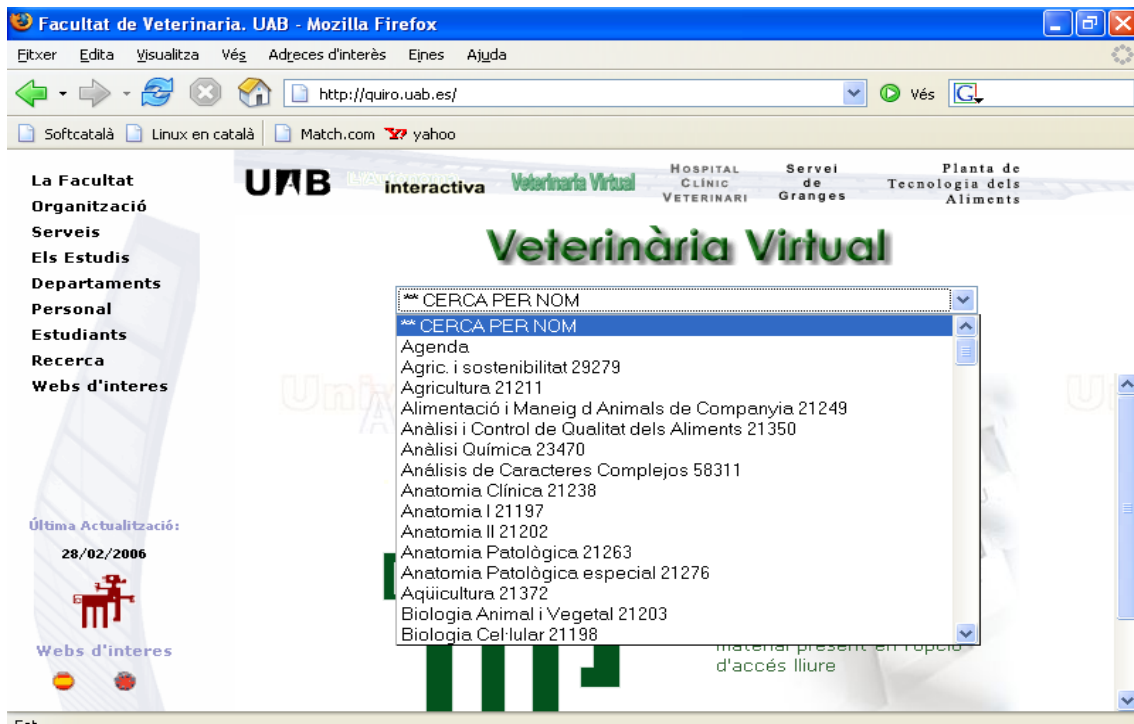 Facultat de Veterinaria. UAB - Mozilla Firefox
Fitxer Edita Visualitza Vés Adreces d'interès Eines Ajuda
http://quiro.uab.es/ Vés G
Softcatalà Linux en català Match.com yahoo
La Facultat
Organització
Serveis
Els Estudis
Departaments
Personal
Estudiants
Recerca
Webs d'interes
Última Actualització:
28/02/2006
Webs d'interes
UAB interactiva Veterinaria Virtual
HOSPITAL
CLÍNIC
VETERINARI
Servei
de
Granges
Planta de
Tecnologia dels
Aliments
Veterinària Virtual
** CERCA PER NOM
** CERCA PER NOM
Agenda
Agric. i sostenibilitat 29279
Agricultura 21211
Alimentació i Maneig d Animals de Companyia 21249
Anàlisi i Control de Qualitat dels Aliments 21350
Anàlisi Química 23470
Análisis de Caracteres Complejos 58311
Anatomia Clínica 21238
Anatomia I 21197
Anatomia II 21202
Anatomia Patològica 21263
Anatomia Patològica especial 21276
Aqüicultura 21372
Biologia Animal i Vegetal 21203
Biologia Cel·lular 21198
material present en l'opció
d'accés lliure